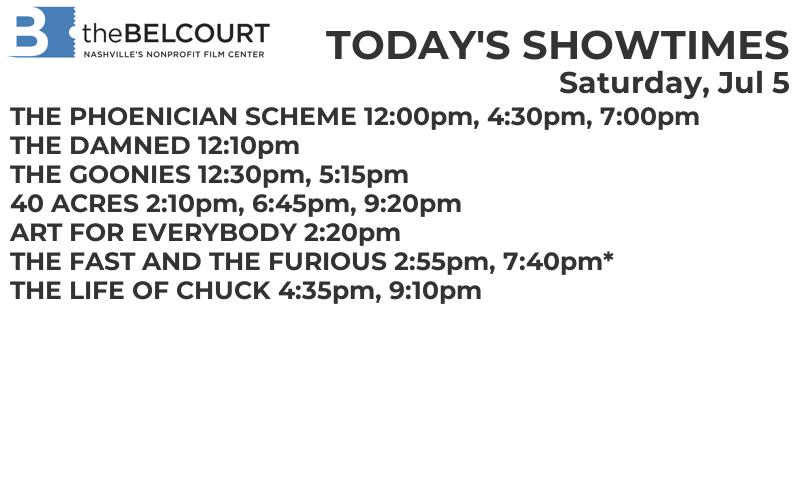 B theBELCOURT
NASHVILLE'S NONPROFIT FILM CENTER
TODAY'S SHOWTIMES
Saturday, Jul 5
THE PHOENICIAN SCHEME 12:00pm, 4:30pm, 7:00pm
THE DAMNED 12:10pm
THE GOONIES 12:30pm, 5:15pm
40 ACRES 2:10pm, 6:45pm, 9:20pm
ART FOR EVERYBODY 2:20pm
THE FAST AND THE FURIOUS 2:55pm, 7:40pm*
THE LIFE OF CHUCK 4:35pm, 9:10pm